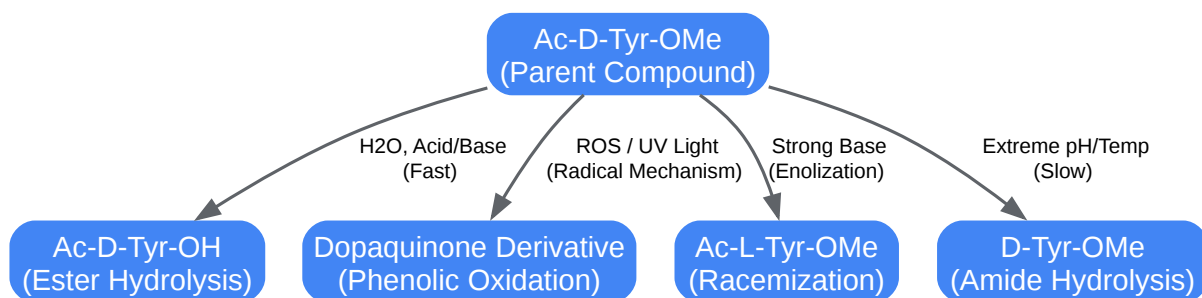 Ac-D-Tyr-OMe
(Parent Compound)
H2O, Acid/Base
(Fast)
ROS / UV Light
(Radical Mechanism)
Strong Base
(Enolization)
Extreme pH/Temp
(Slow)
Ac-D-Tyr-OH
(Ester Hydrolysis)
Dopaquinone Derivative
(Phenolic Oxidation)
Ac-L-Tyr-OMe
(Racemization)
D-Tyr-OMe
(Amide Hydrolysis)